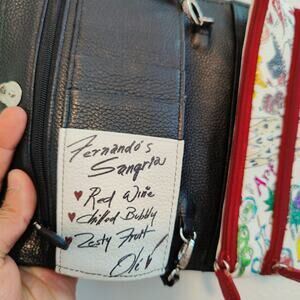 Fernando's
Sangria
Red Wine
Chilled Bubbly
Zesty Fruit
Olé!